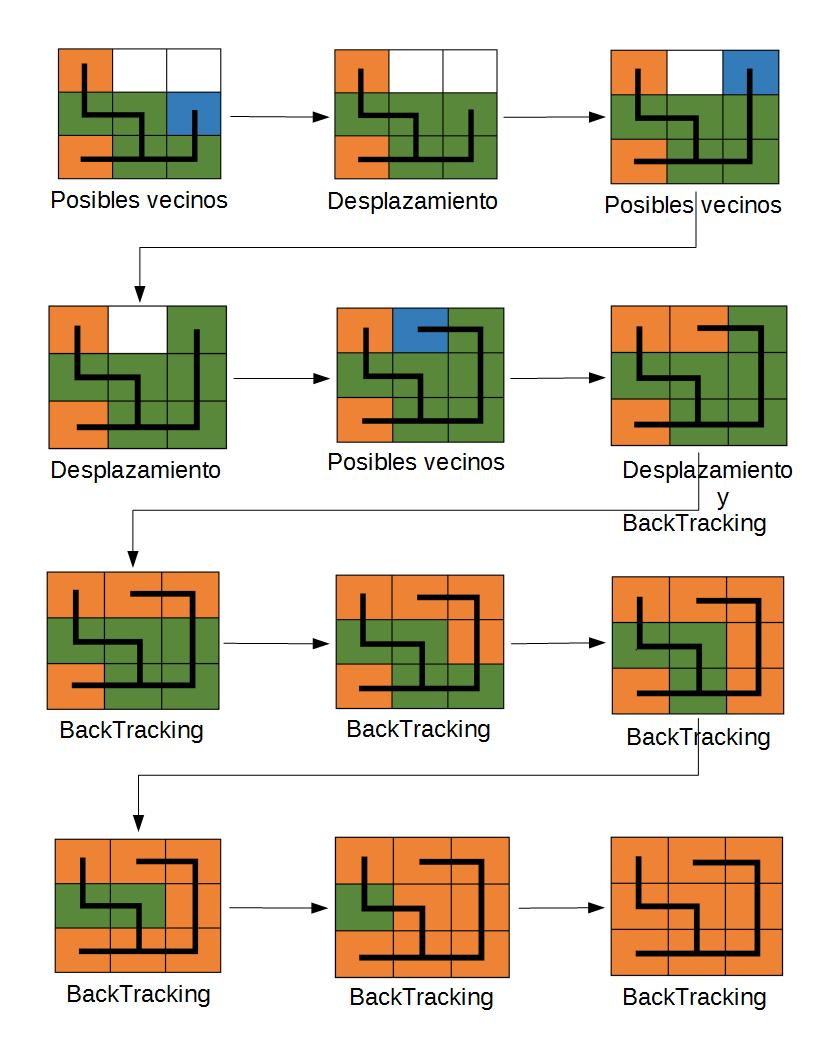 Posibles vecinos
Desplazamiento
Posibles vecinos
Desplazamiento
Posibles vecinos
Desplazamiento
y
BackTracking
BackTracking
BackTracking
BackTracking
BackTracking
BackTracking
BackTracking